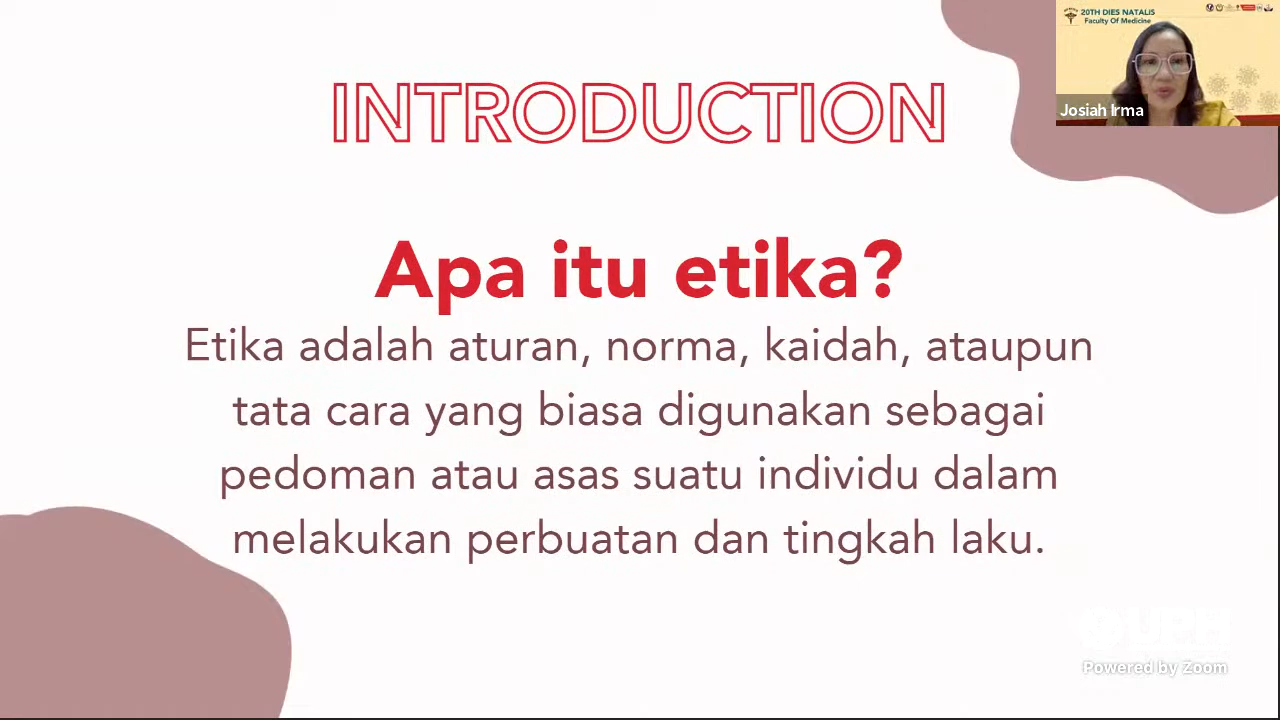 INTRODUCTION
Apa itu etika?
Etika adalah aturan, norma, kaidah, ataupun
tata cara yang biasa digunakan sebagai
pedoman atau asas suatu individu dalam
melakukan perbuatan dan tingkah laku.
20TH DIES NATALIS
Faculty Of Medicine
Josiah Irma
UPH
Powered by Zoom